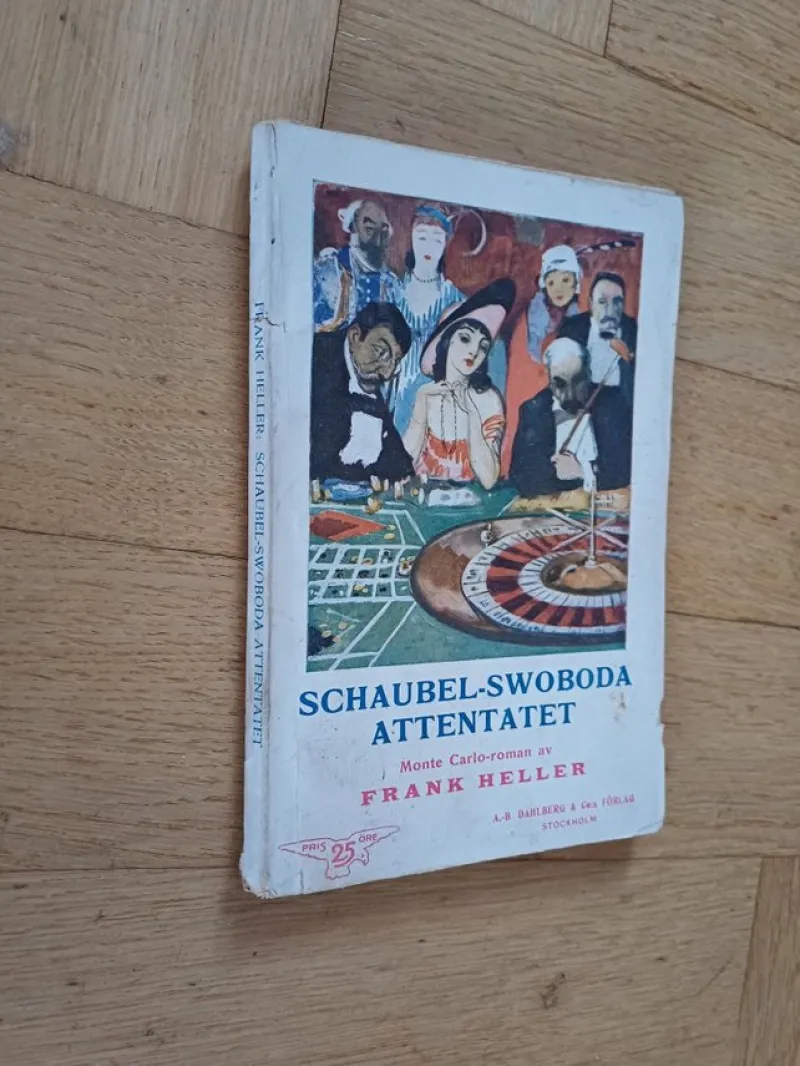 FRANK HELLER: SCHAUBEL-SWOBODA ATTENTATET
SCHAUBEL-SWOBODA
ATTENTATET
Monte Carlo-roman av
FRANK HELLER
A.-B. DAHLBERG & Co:s FÖRLAG
STOCKHOLM
PRIS 25 ÖRE